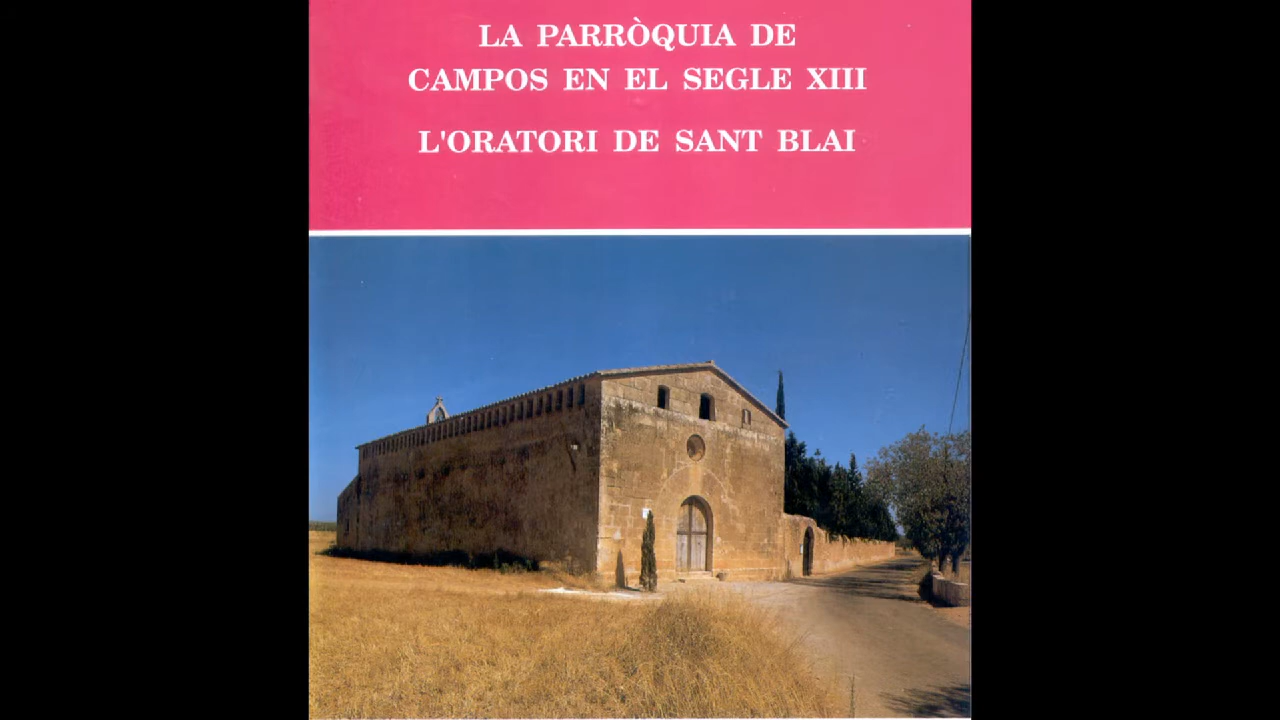 LA PARRÒQUIA DE
CAMPOS EN EL SEGLE XIII
L'ORATORI DE SANT BLAI